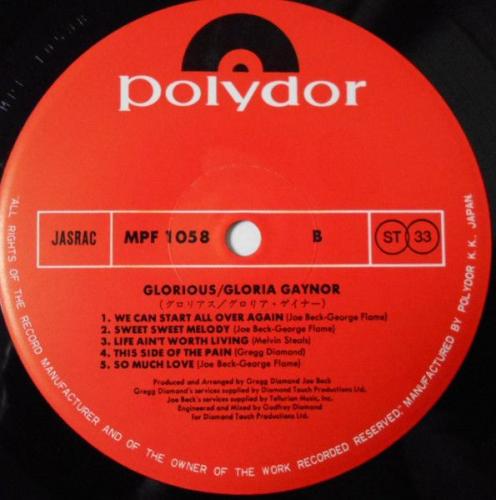 polydor
JASRAC MPF 1058 B ST 33
GLORIOUS/GLORIA GAYNOR
(グロリアス/グロリア・ゲイナー)
1. WE CAN START ALL OVER AGAIN (Joe Beck-George Flame)
2. SWEET SWEET MELODY (Joe Beck-George Flame)
3. LIFE AIN'T WORTH LIVING (Melvin Steals)
4. THIS SIDE OF THE PAIN (Gregg Diamond)
5. SO MUCH LOVE (Joe Beck-George Flame)
Produced and Arranged by Gregg Diamond Joe Beck
Gregg Diamond's services supplied by Diamond Touch Productions Ltd.
Joe Beck's services supplied by Tellurian Music, Inc.
Engineered and Mixed by Godfrey Diamond
for Diamond Touch Productions Ltd.
"ALL RIGHTS OF THE RECORD MANUFACTURER AND OF THE OWNER OF THE WORK RECORDED RESERVED." MANUFACTURED BY POLYDOR K.K. JAPAN